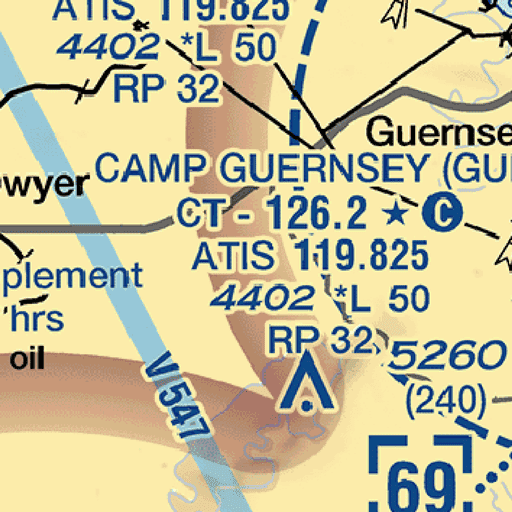 ATIS 119.825
4402 *L 50
RP 32
Guernse
wyer
CAMP GUERNSEY (GU
CT - 126.2 ★ C
ATIS 119.825
plement
4402 *L 50
hrs
RP 32
oil
5260
(240)
V 547
69